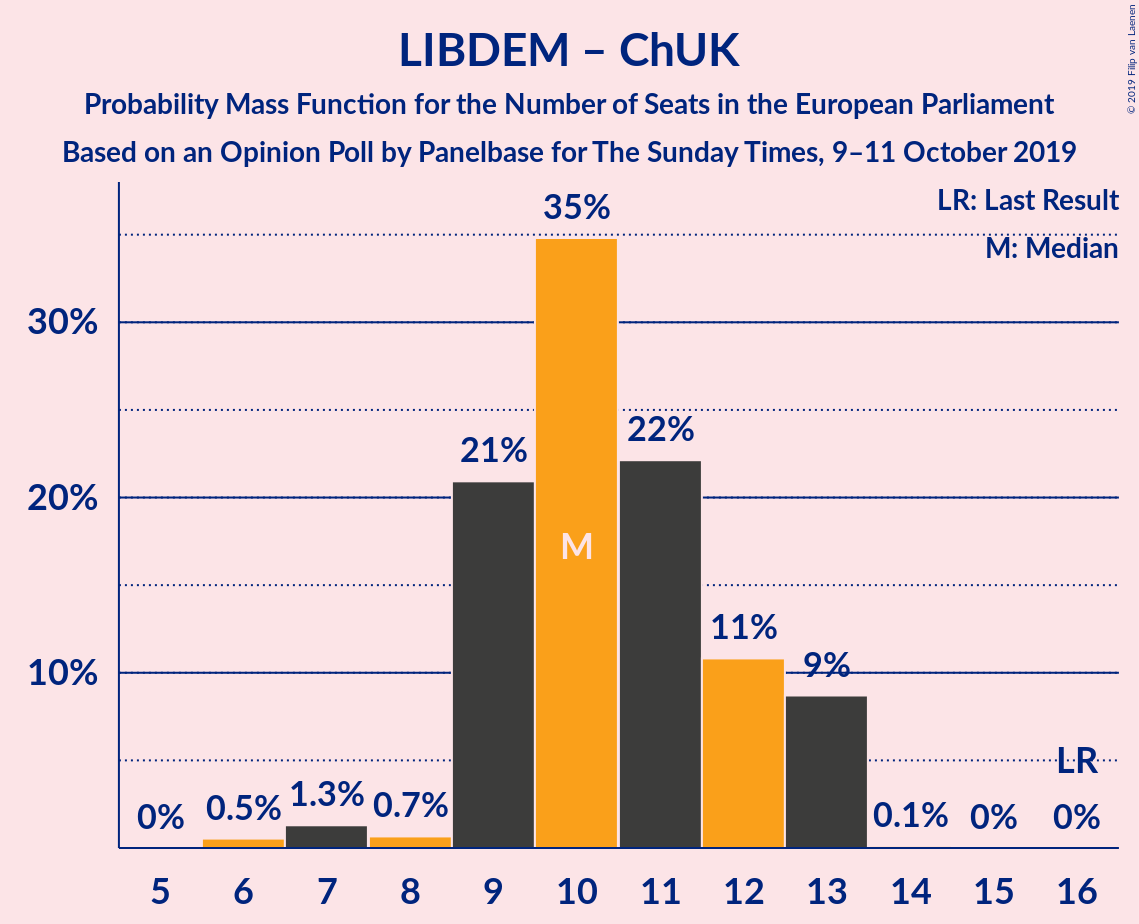 LIBDEM – ChUK
Probability Mass Function for the Number of Seats in the European Parliament
Based on an Opinion Poll by Panelbase for The Sunday Times, 9–11 October 2019
© 2019 Filip van Laenen
LR: Last Result
M: Median
30%
20%
10%
0%
0.5%
1.3%
0.7%
21%
35%
M
22%
11%
9%
0.1%
0%
LR
0%
5 6 7 8 9 10 11 12 13 14 15 16